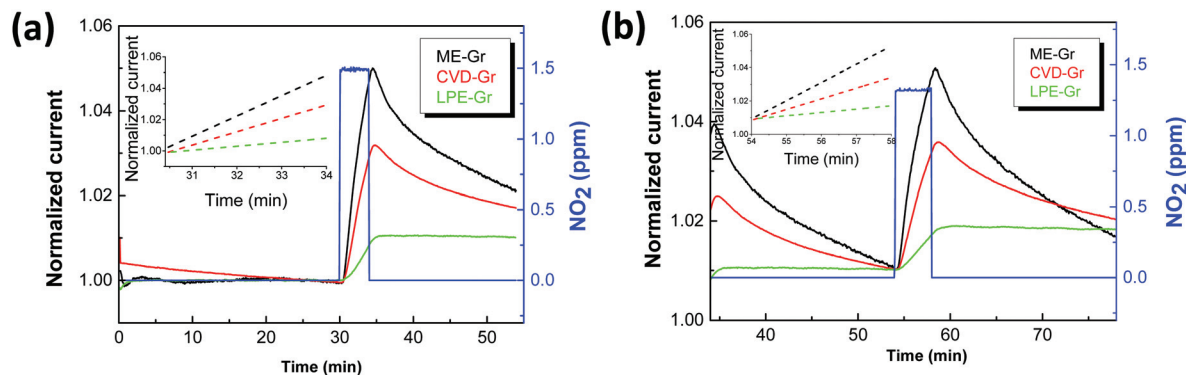 (a)
1.06
1.04
1.02
1.00
Normalized current
1.06
1.04
1.02
1.00
Normalized current
31 32 33 34
Time (min)
ME-Gr
CVD-Gr
LPE-Gr
1.5
1.0
0.5
0.0
NO2 (ppm)
0 10 20 30 40 50
Time (min)
(b)
1.06
1.04
1.02
1.00
Normalized current
1.06
1.04
1.02
1.00
Normalized current
54 55 56 57 58
Time (min)
ME-Gr
CVD-Gr
LPE-Gr
1.5
1.0
0.5
0.0
NO2 (ppm)
40 50 60 70
Time (min)